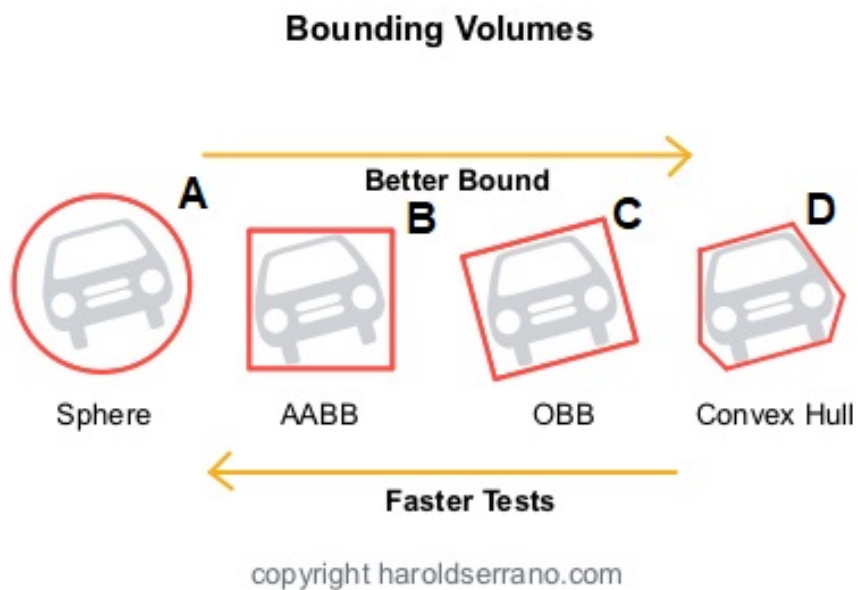 Bounding Volumes
Better Bound
A
B
C
D
Sphere
AABB
OBB
Convex Hull
Faster Tests
copyright haroldserrano.com